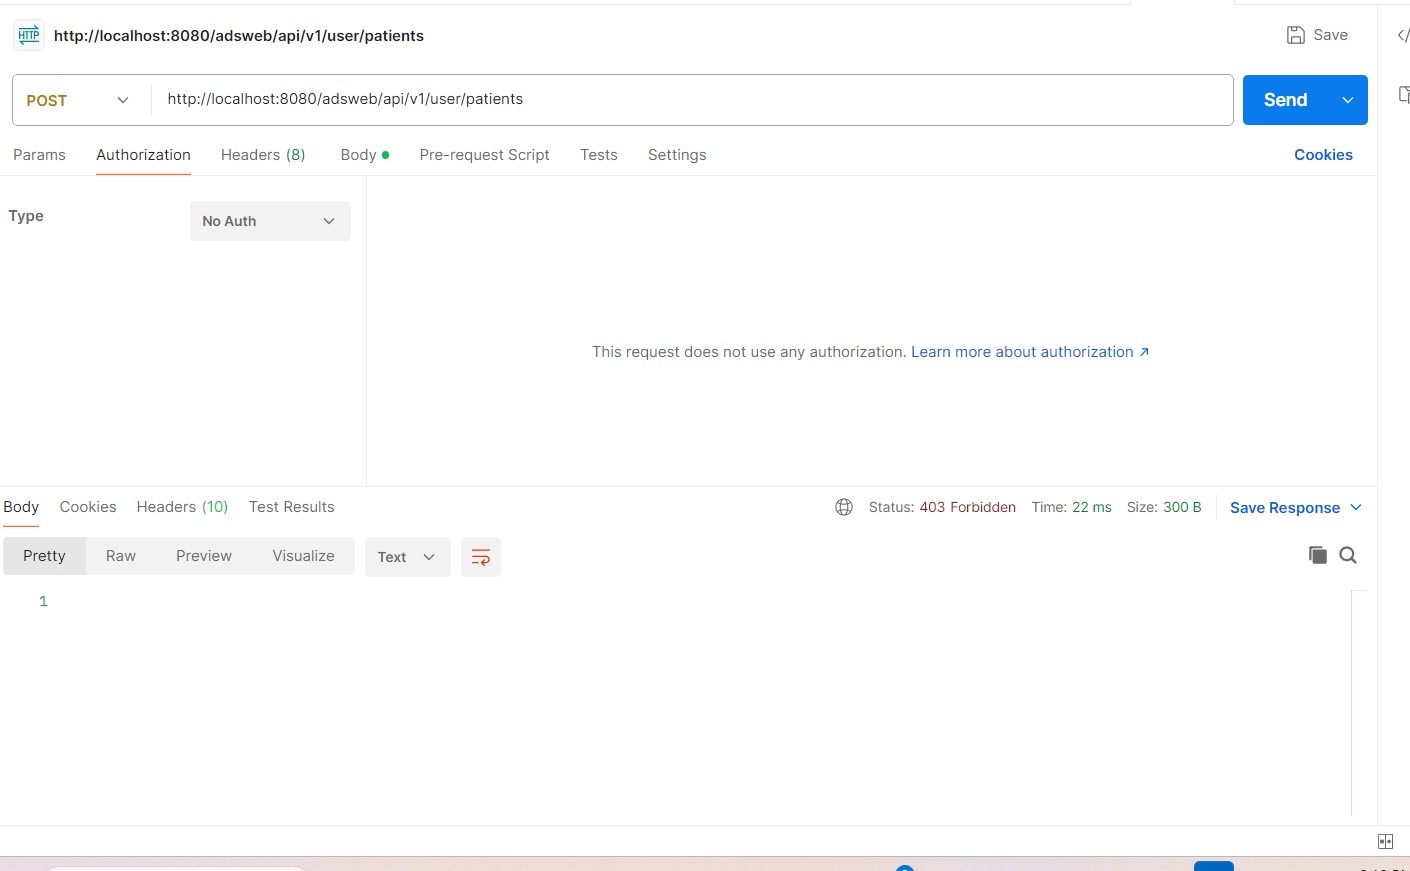 HTTP http://localhost:8080/adsweb/api/v1/user/patients Save
POST http://localhost:8080/adsweb/api/v1/user/patients Send
Params Authorization Headers (8) Body Pre-request Script Tests Settings Cookies
Type No Auth
This request does not use any authorization. Learn more about authorization ↗
Body Cookies Headers (10) Test Results Status: 403 Forbidden Time: 22 ms Size: 300 B Save Response
Pretty Raw Preview Visualize Text
1